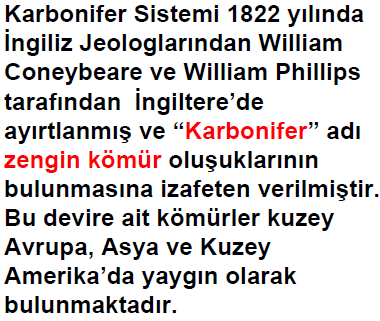 Karbonifer Sistemi 1822 yılında
İngiliz Jeologlarından William
Coneybeare ve William Phillips
tarafından  İngiltere’de
ayırtlanmış ve “Karbonifer” adı
zengin kömür oluşuklarının
bulunmasına izafeten verilmiştir.
Bu devire ait kömürler kuzey
Avrupa, Asya ve Kuzey
Amerika’da yaygın olarak
bulunmaktadır.